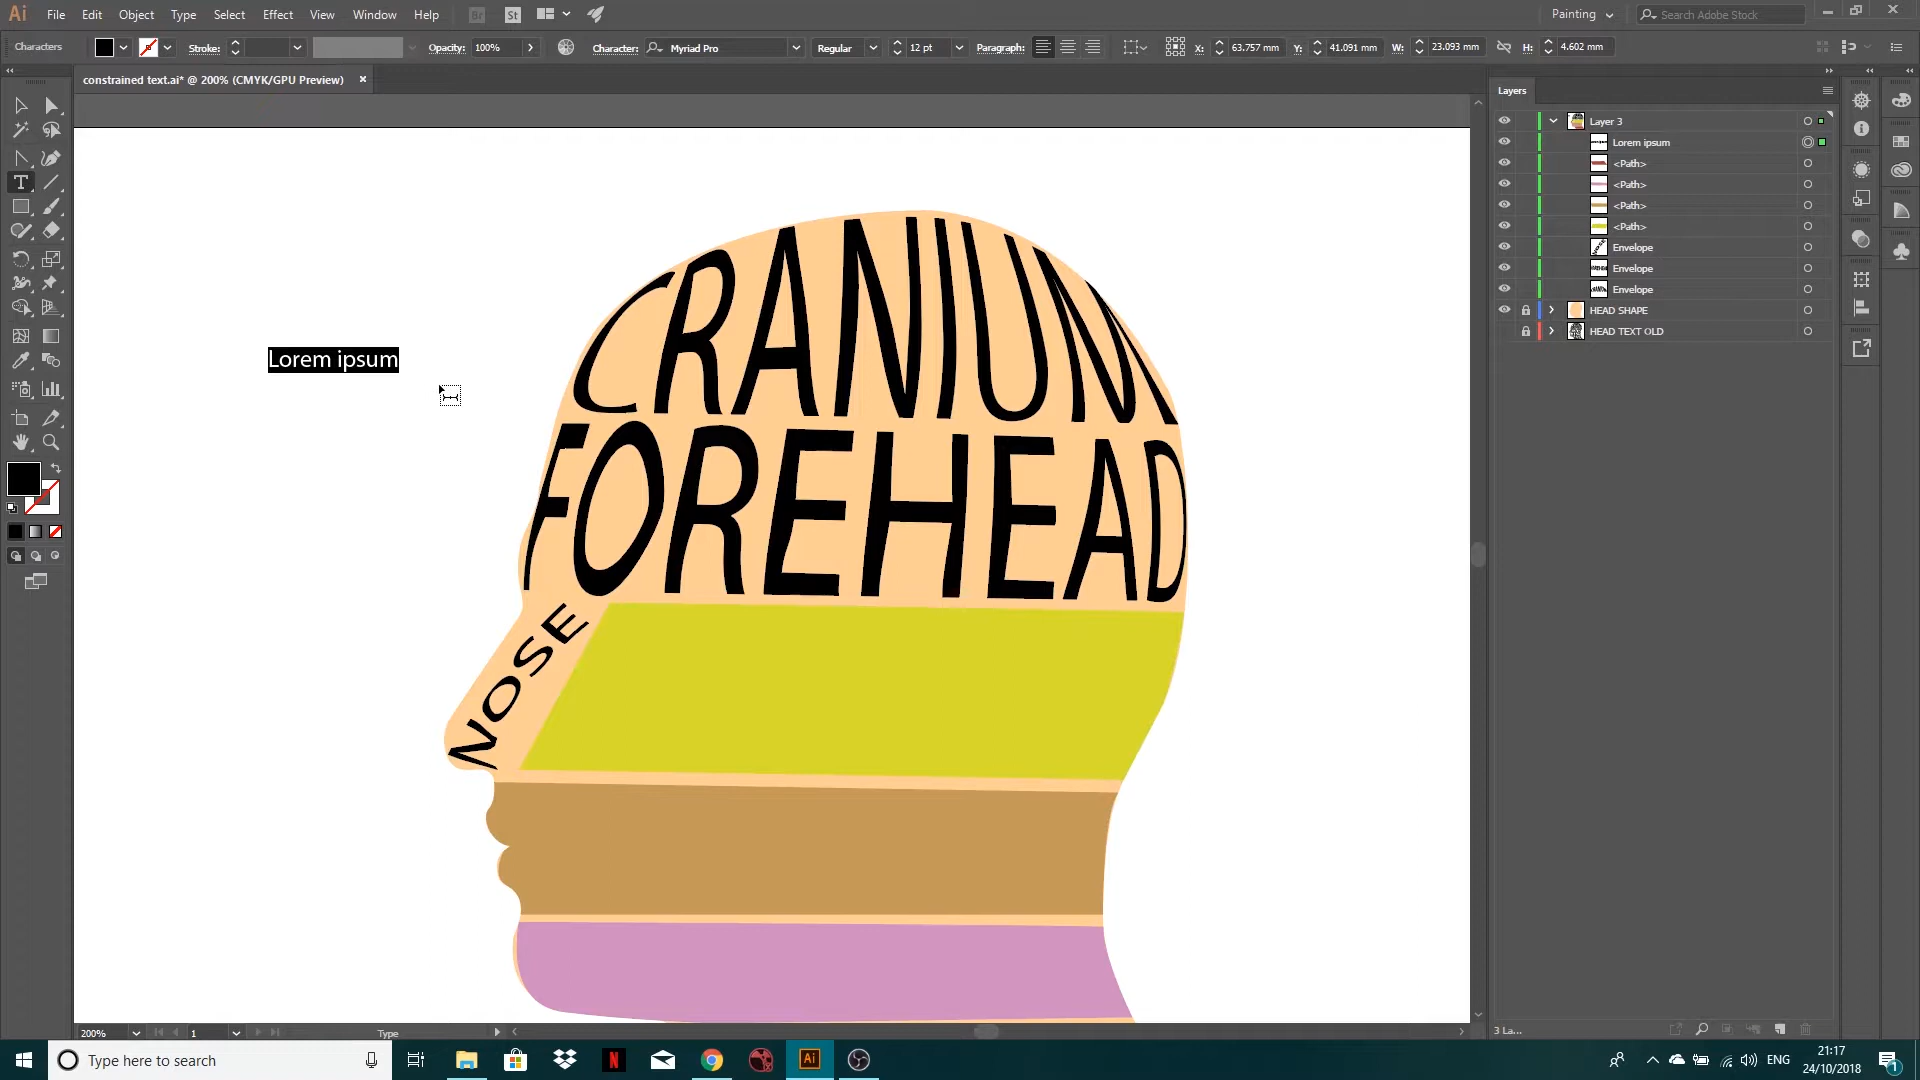 Ai File Edit Object Type Select Effect View Window Help Br St Painting Search Adobe Stock
Characters Stroke: Opacity: 100% Character: Myriad Pro Regular 12 pt Paragraph: X: 63.757 mm Y: 41.091 mm W: 23.093 mm H: 4.602 mm
constrained text.ai* @ 200% (CMYK/GPU Preview)
Layers
Layer 3
Lorem ipsum
<Path>
<Path>
<Path>
<Path>
Envelope
Envelope
Envelope
HEAD SHAPE
HEAD TEXT OLD
CRANIUM
Lorem ipsum
FOREHEAD
NOSE
200% 1 Type
3 La...
Type here to search
N
Ai
ENG
21:17
24/10/2018
1